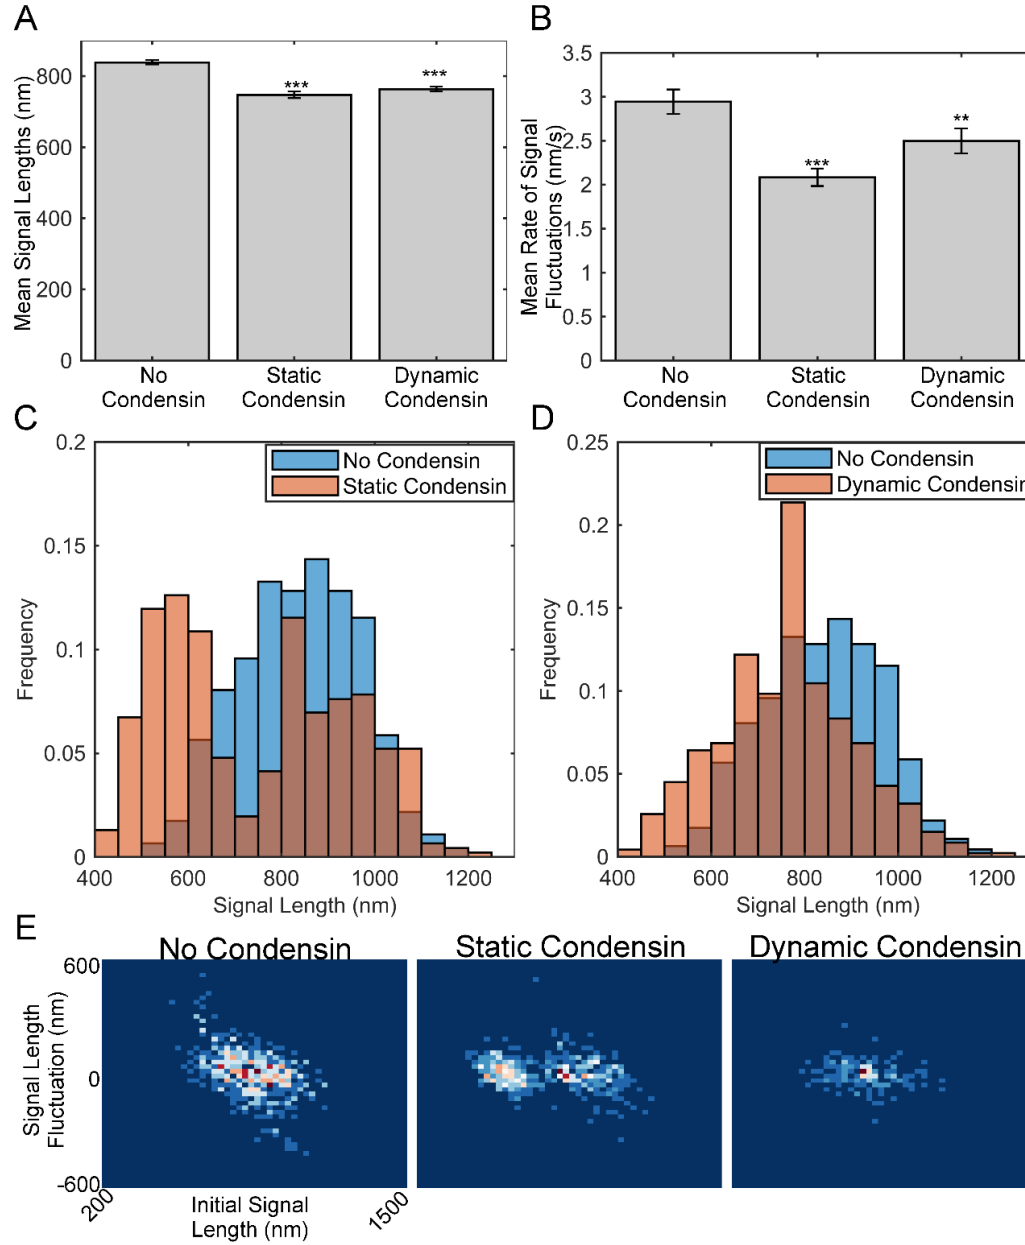 A
Mean Signal Lengths (nm)
800
600
400
200
0
***
***
No
Condensin
Static
Condensin
Dynamic
Condensin
B
Mean Rate of Signal
Fluctuations (nm/s)
3.5
3
2.5
2
1.5
1
0.5
0
***
**
No
Condensin
Static
Condensin
Dynamic
Condensin
C
Frequency
0.2
0.15
0.1
0.05
0
No Condensin
Static Condensin
400
600
800
1000
1200
Signal Length (nm)
D
Frequency
0.25
0.2
0.15
0.1
0.05
0
No Condensin
Dynamic Condensin
400
600
800
1000
1200
Signal Length (nm)
E
No Condensin
Static Condensin
Dynamic Condensin
Signal Length
Fluctuation (nm)
600
0
-600
200
Initial Signal
Length (nm)
1500